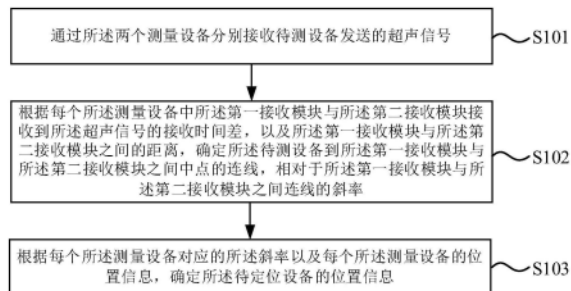 通过所述两个测量设备分别接收待测设备发送的超声信号
S101
根据每个所述测量设备中所述第一接收模块与所述第二接收模块接
收到所述超声信号的接收时间差，以及所述第一接收模块与所述第
二接收模块之间的距离，确定所述待测设备到所述第一接收模块与
所述第二接收模块之间中点的连线，相对于所述第一接收模块与所
述第二接收模块之间连线的斜率
S102
根据每个所述测量设备对应的所述斜率以及每个所述测量设备的位
置信息，确定所述待定位设备的位置信息
S103